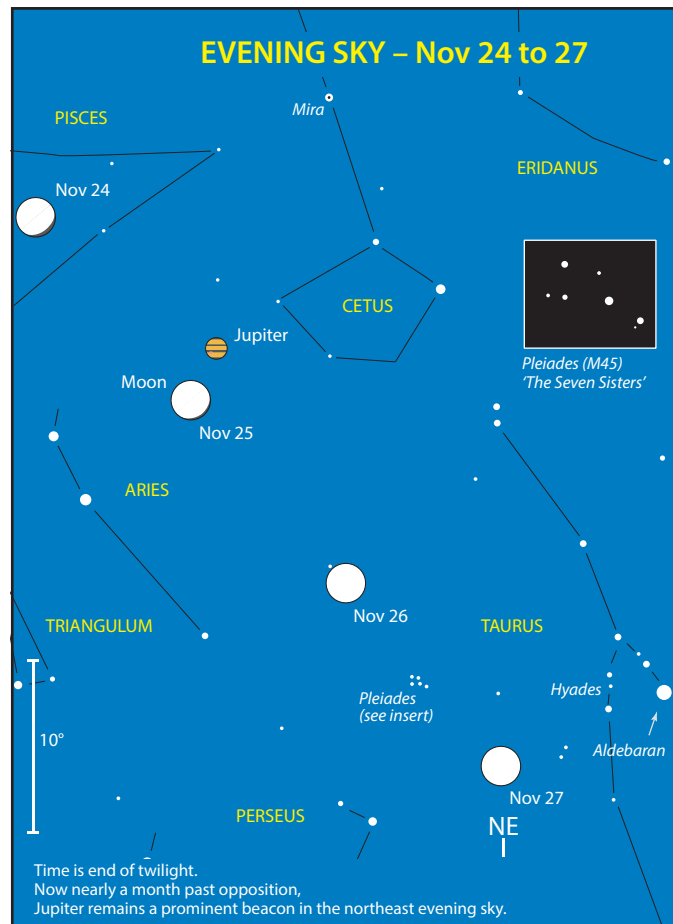 EVENING SKY – Nov 24 to 27
Mira
PISCES
ERIDANUS
Nov 24
CETUS
Jupiter
Pleiades (M45)
'The Seven Sisters'
Moon
Nov 25
ARIES
Nov 26
TRIANGULUM
TAURUS
Pleiades
(see insert)
Hyades
10°
Aldebaran
Nov 27
PERSEUS
NE
Time is end of twilight.
Now nearly a month past opposition,
Jupiter remains a prominent beacon in the northeast evening sky.